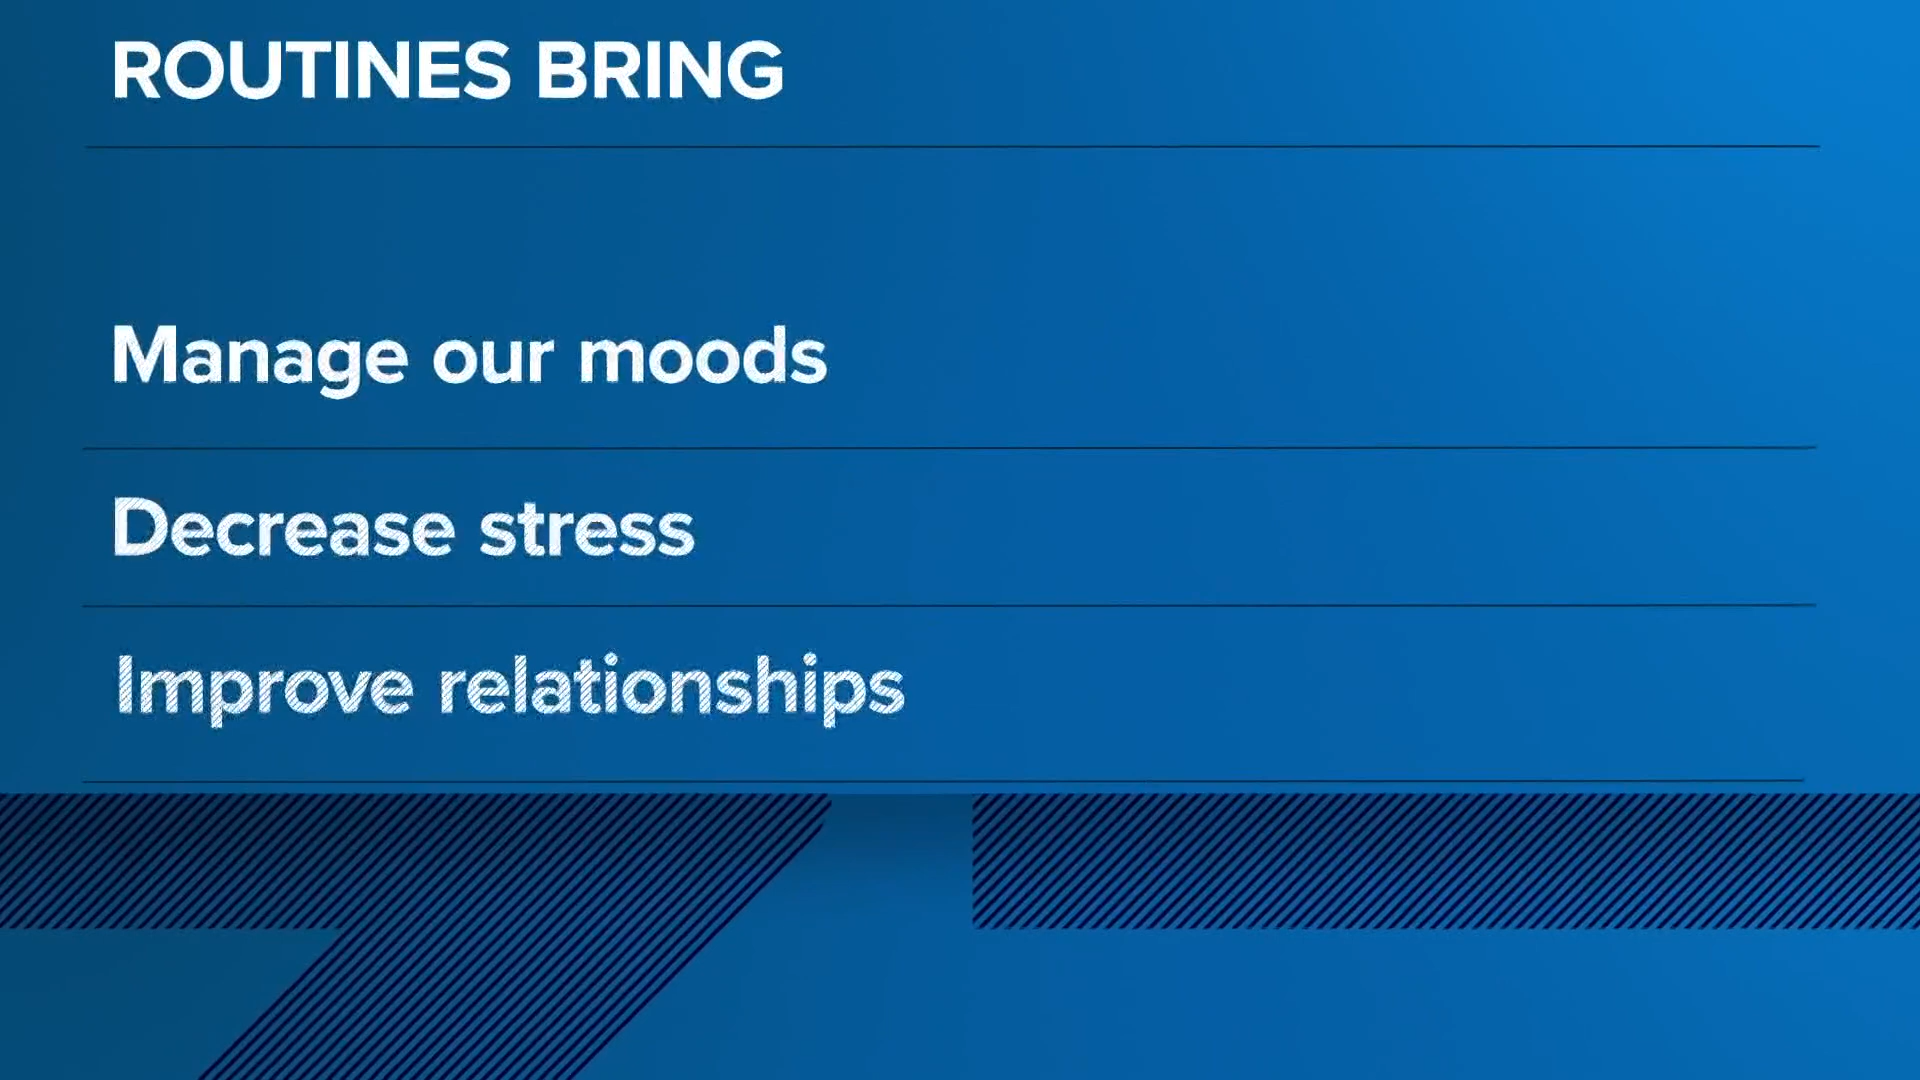 ROUTINES BRING
Manage our moods
Decrease stress
Improve relationships